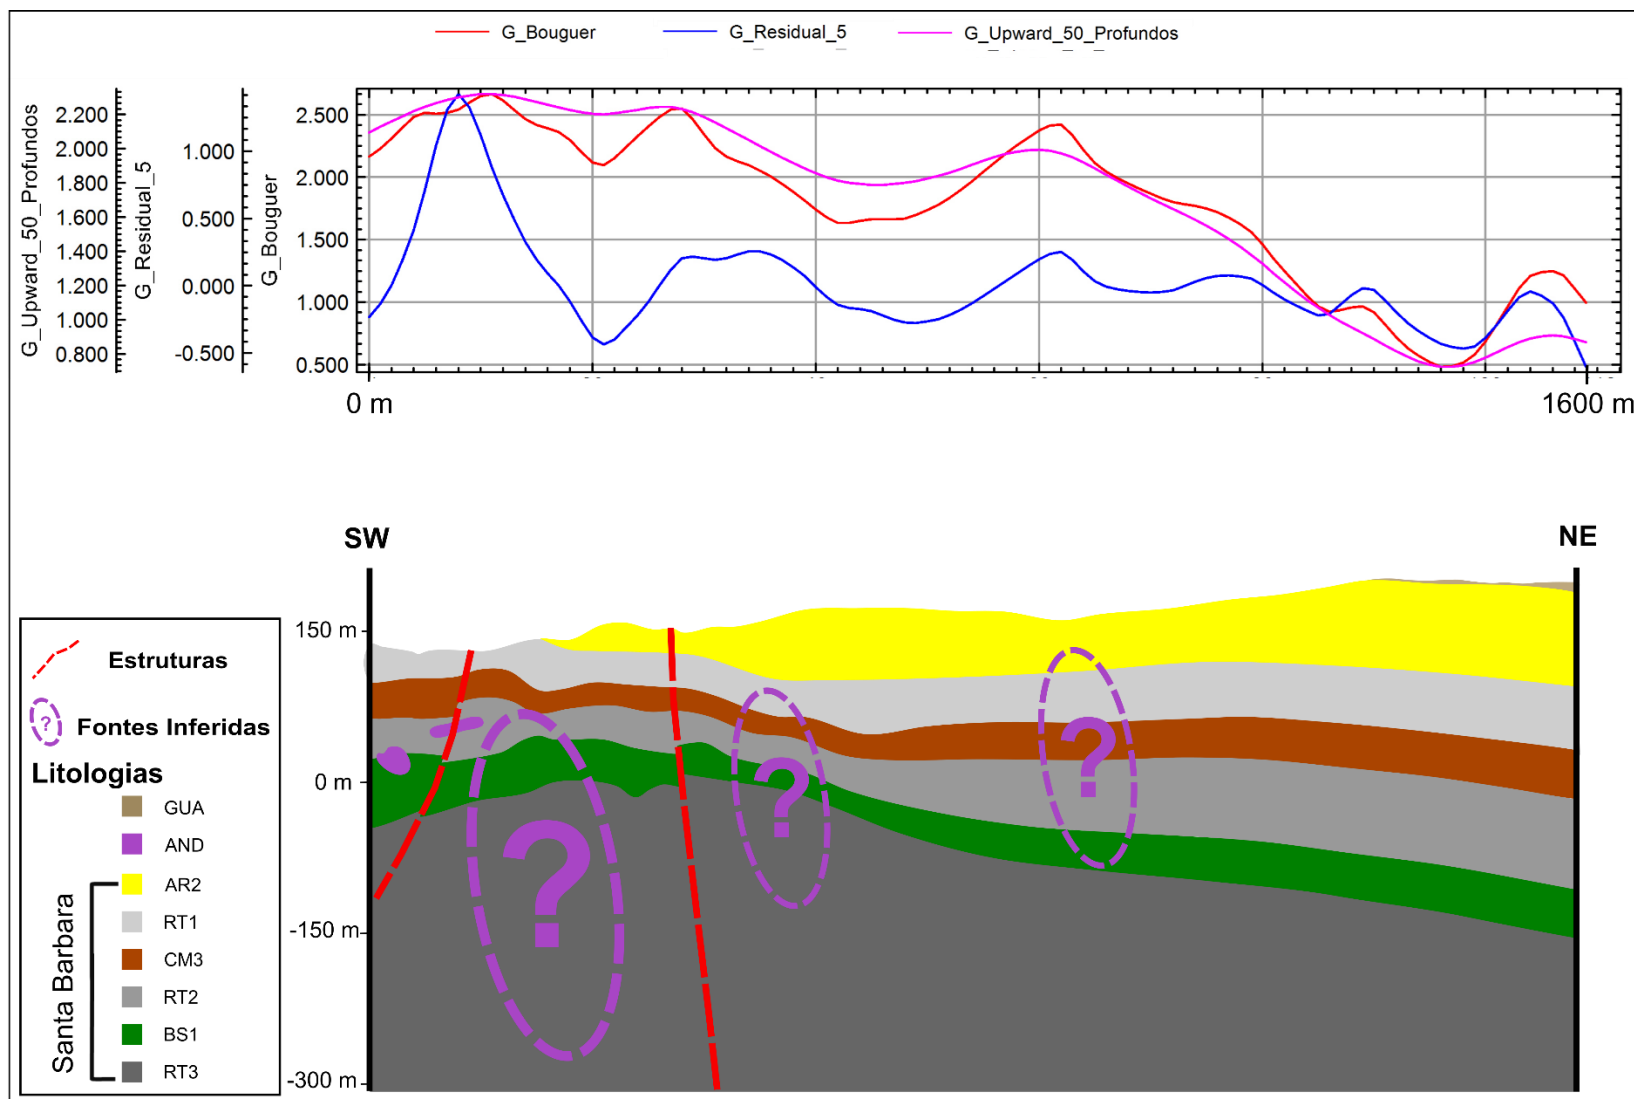 G_Bouguer
G_Residual_5
G_Upward_50_Profundos
G_Upward_50_Profundos
2.200
2.000
1.800
1.600
1.400
1.200
1.000
0.800
G_Residual_5
1.000
0.500
0.000
-0.500
G_Bouguer
2.500
2.000
1.500
1.000
0.500
0 m
1600 m
SW
NE
150 m
0 m
-150 m
-300 m
?
?
?
Estruturas
?
Fontes Inferidas
Litologias
GUA
AND
AR2
RT1
CM3
RT2
BS1
RT3
Santa Barbara